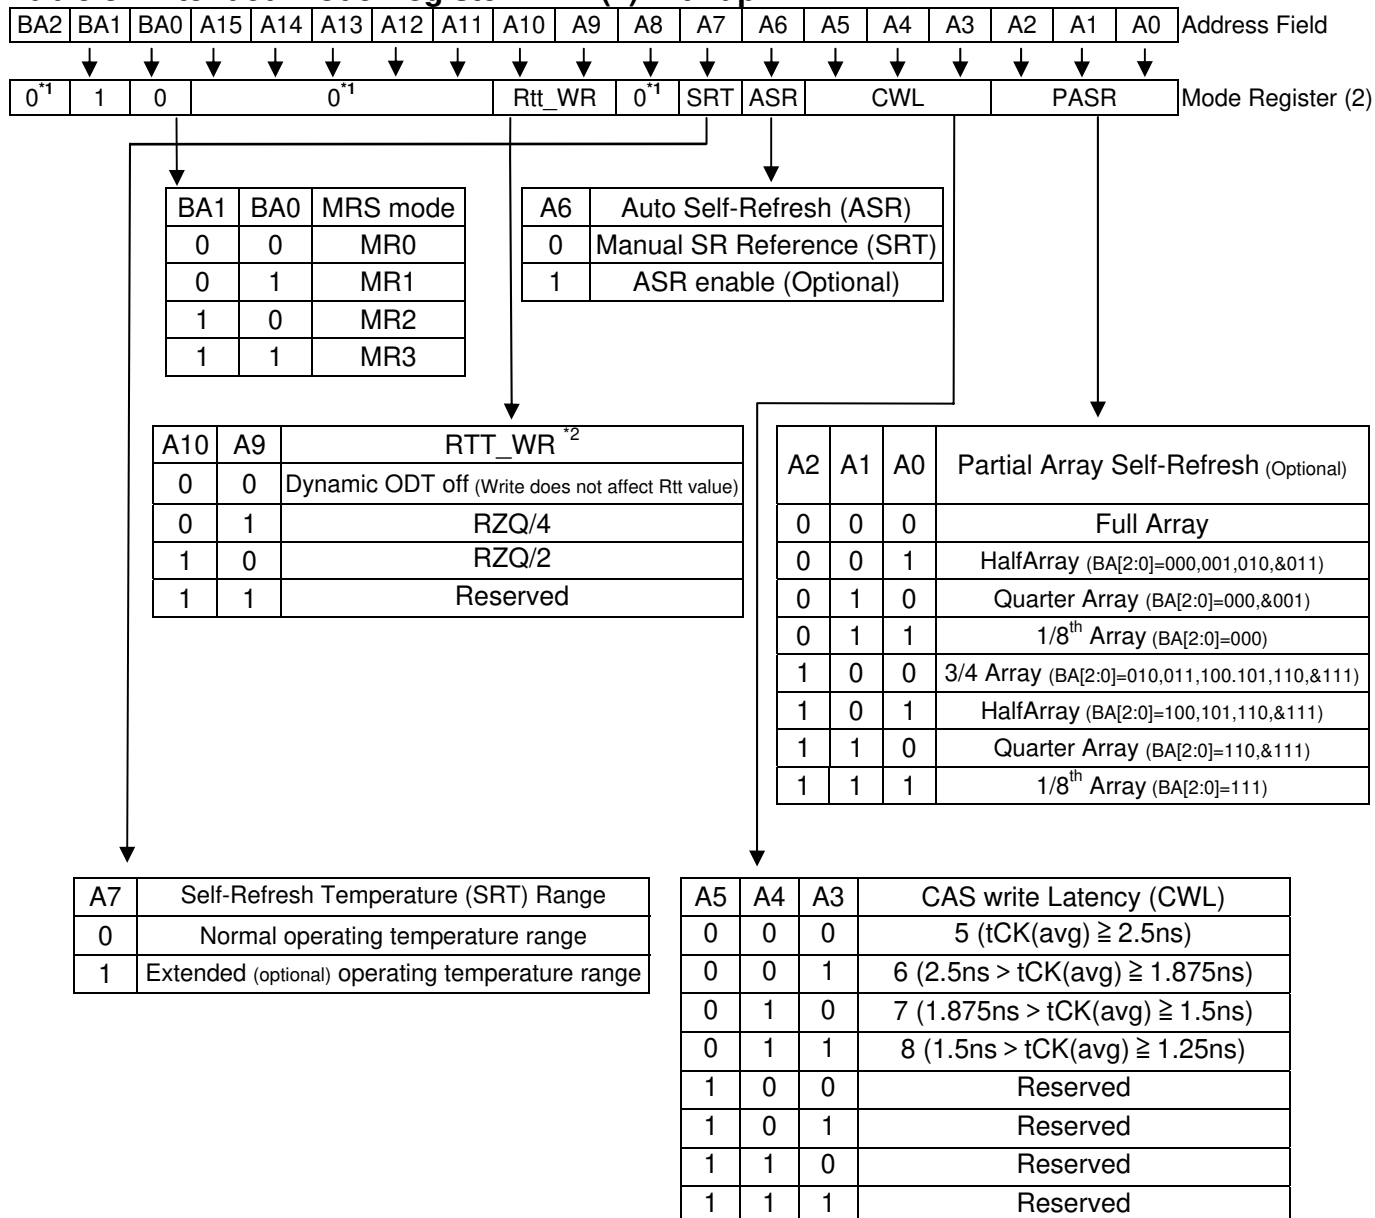 BA2 BA1 BA0 A15 A14 A13 A12 A11 A10 A9 A8 A7 A6 A5 A4 A3 A2 A1 A0 Address Field
0*1 1 0 0*1 Rtt_WR 0*1 SRT ASR CWL PASR Mode Register (2)
BA1 BA0 MRS mode
0 0 MR0
0 1 MR1
1 0 MR2
1 1 MR3
A6 Auto Self-Refresh (ASR)
0 Manual SR Reference (SRT)
1 ASR enable (Optional)
A10 A9 RTT_WR *2
0 0 Dynamic ODT off (Write does not affect Rtt value)
0 1 RZQ/4
1 0 RZQ/2
1 1 Reserved
A2 A1 A0 Partial Array Self-Refresh (Optional)
0 0 0 Full Array
0 0 1 HalfArray (BA[2:0]=000,001,010,&011)
0 1 0 Quarter Array (BA[2:0]=000,&001)
0 1 1 1/8th Array (BA[2:0]=000)
1 0 0 3/4 Array (BA[2:0]=010,011,100.101,110,&111)
1 0 1 HalfArray (BA[2:0]=100,101,110,&111)
1 1 0 Quarter Array (BA[2:0]=110,&111)
1 1 1 1/8th Array (BA[2:0]=111)
A7 Self-Refresh Temperature (SRT) Range
0 Normal operating temperature range
1 Extended (optional) operating temperature range
A5 A4 A3 CAS write Latency (CWL)
0 0 0 5 (tCK(avg) ≧ 2.5ns)
0 0 1 6 (2.5ns > tCK(avg) ≧ 1.875ns)
0 1 0 7 (1.875ns > tCK(avg) ≧ 1.5ns)
0 1 1 8 (1.5ns > tCK(avg) ≧ 1.25ns)
1 0 0 Reserved
1 0 1 Reserved
1 1 0 Reserved
1 1 1 Reserved